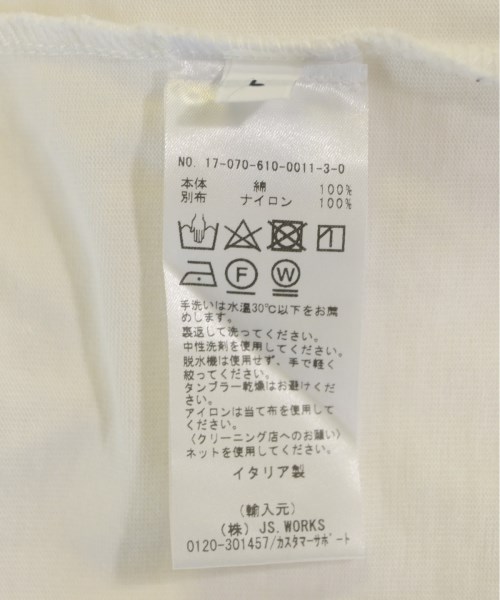 L
NO. 17-070-610-0011-3-0
本体 綿 100%
別布 ナイロン 100%
F W
手洗いは水温30℃以下をお薦
めします。
裏返して洗ってください。
中性洗剤を使用してください。
脱水機は使用せず、手で軽く
絞ってください。
タンブラー乾燥はお避けくだ
さい。
アイロンは当て布を使用して
ください。
〈クリーニング店へのお願い〉
ネットを使用してください。
イタリア製
(輸入元)
(株) JS.WORKS
0120-301457/カスタマーサポート